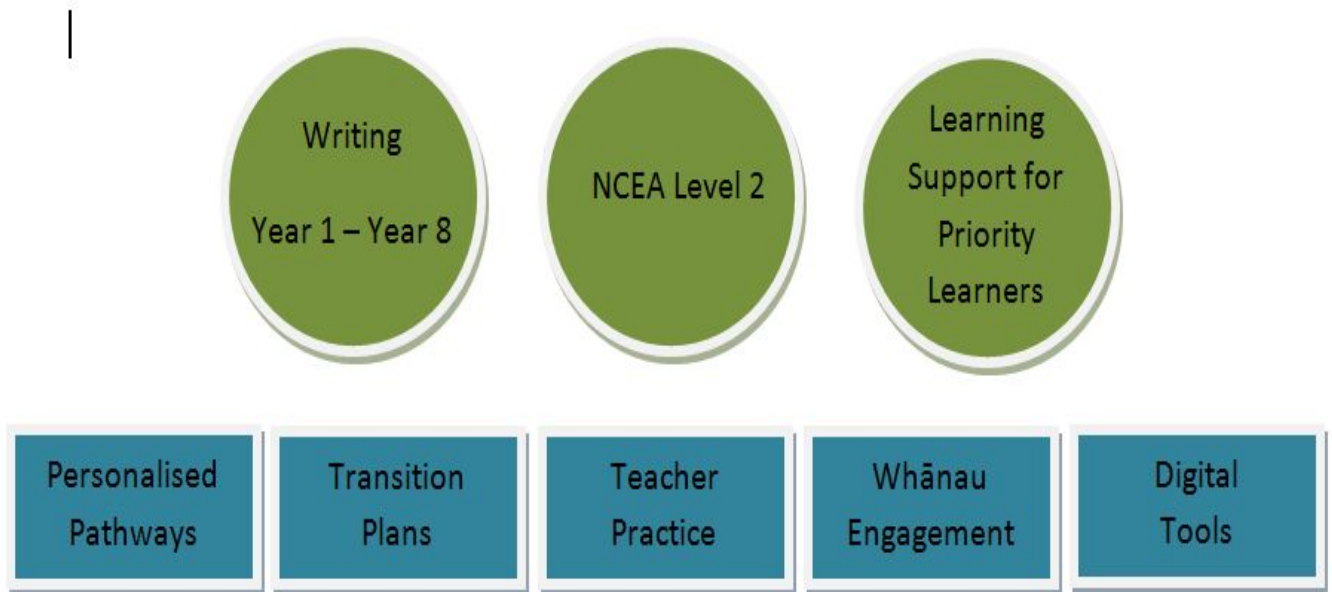 Writing
Year 1 – Year 8
NCEA Level 2
Learning
Support for
Priority
Learners
Personalised
Pathways
Transition
Plans
Teacher
Practice
Whānau
Engagement
Digital
Tools